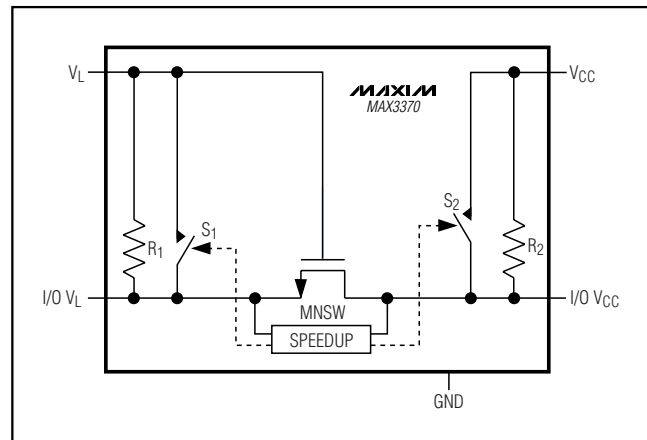 VL
MAXIM
MAX3370
VCC
S1
S2
R1
R2
I/O VL
MNSW
I/O VCC
SPEEDUP
GND